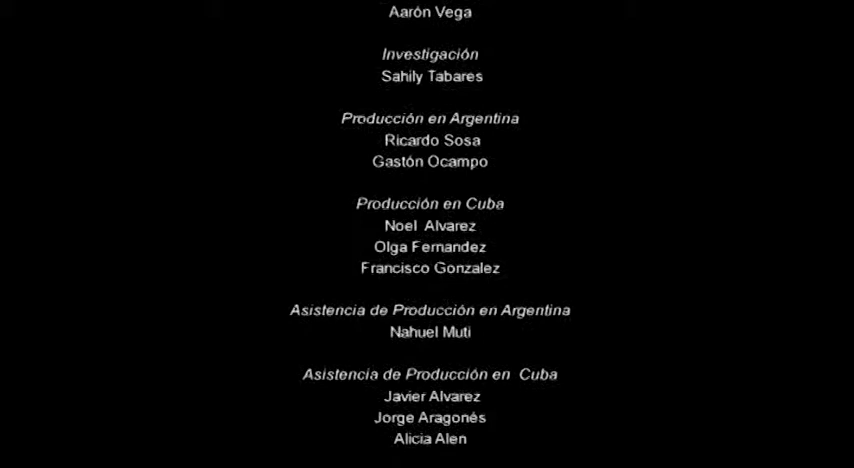 Aarón Vega
Investigación
Sahily Tabares
Producción en Argentina
Ricardo Sosa
Gastón Ocampo
Producción en Cuba
Noel Alvarez
Olga Fernandez
Francisco Gonzalez
Asistencia de Producción en Argentina
Nahuel Muti
Asistencia de Producción en Cuba
Javier Alvarez
Jorge Aragonés
Alicia Alen